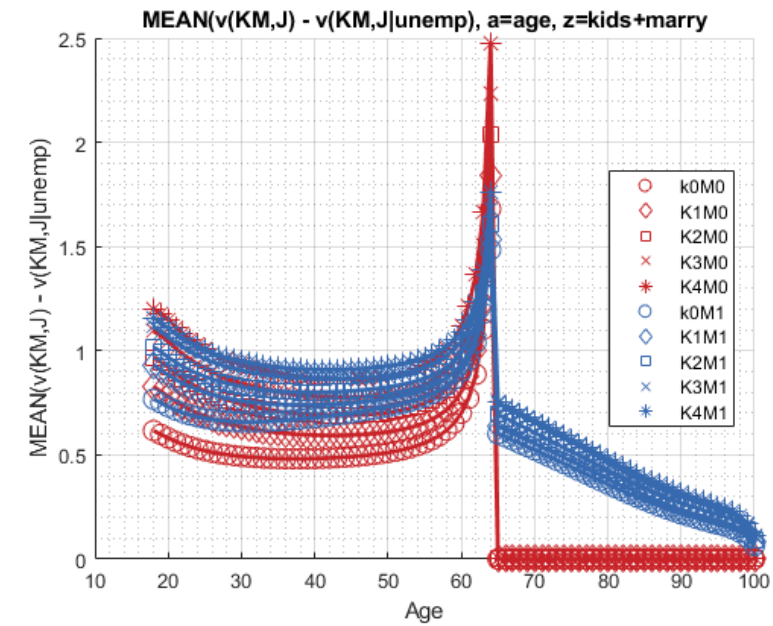 MEAN(v(KM,J) - v(KM,J|unemp), a=age, z=kids+marry
MEAN(v(KM,J) - v(KM,J|unemp)
2.5
2
1.5
1
0.5
0
10 20 30 40 50 60 70 80 90 100
Age
k0M0
K1M0
K2M0
K3M0
K4M0
k0M1
K1M1
K2M1
K3M1
K4M1